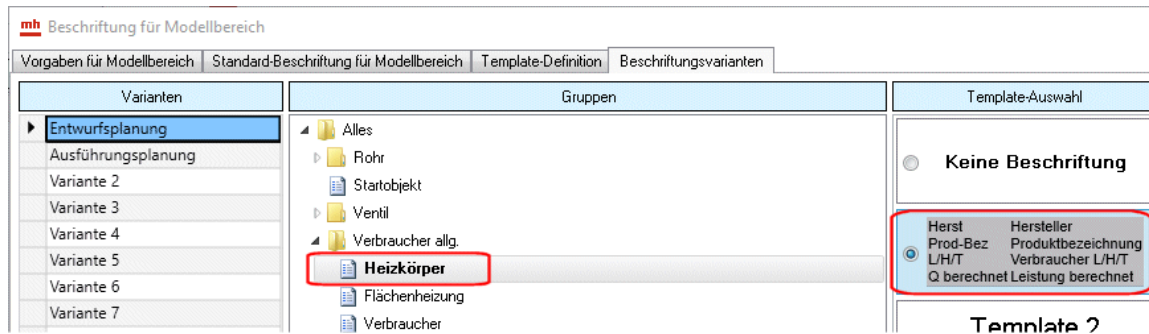 mh Beschriftung für Modellbereich
Vorgaben für Modellbereich Standard-Beschriftung für Modellbereich Template-Definition Beschriftungsvarianten
Varianten
Entwurfsplanung
Ausführungsplanung
Variante 2
Variante 3
Variante 4
Variante 5
Variante 6
Variante 7
Gruppen
Alles
Rohr
Startobjekt
Ventil
Verbraucher allg.
Heizkörper
Flächenheizung
Verbraucher
Template-Auswahl
Keine Beschriftung
Herst Hersteller
Prod-Bez Produktbezeichnung
L/H/T Verbraucher L/H/T
Q berechnet Leistung berechnet
Template 2